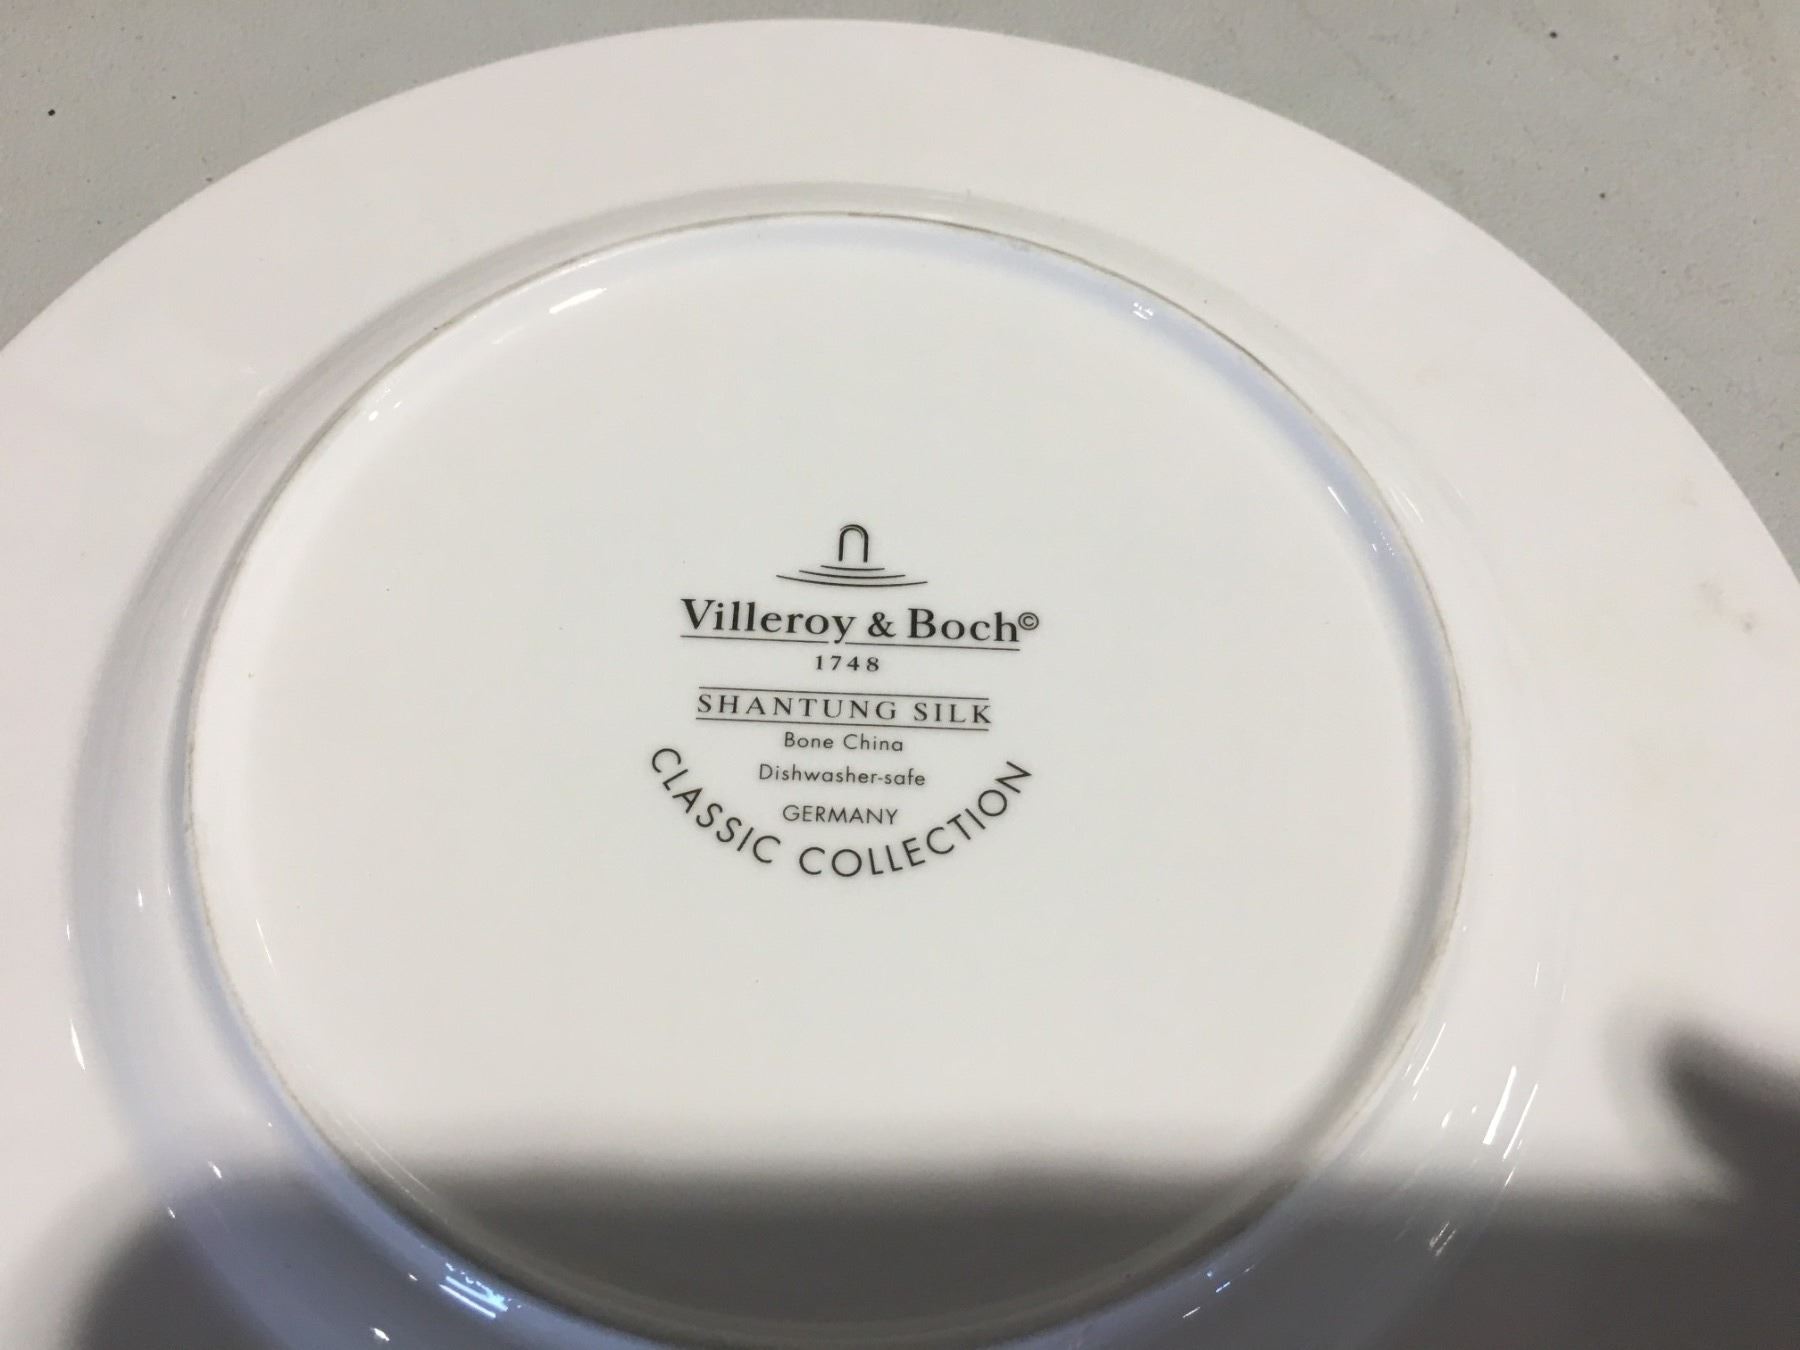 Villeroy & Boch©
1748
SHANTUNG SILK
Bone China
Dishwasher-safe
GERMANY
CLASSIC COLLECTION